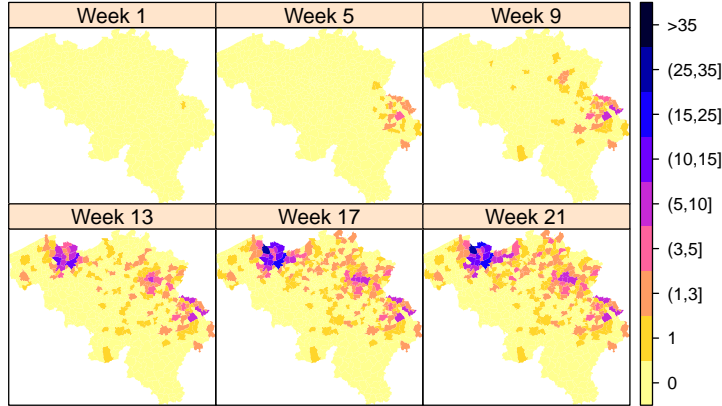 Week 1
Week 5
Week 9
Week 13
Week 17
Week 21
>35
(25,35]
(15,25]
(10,15]
(5,10]
(3,5]
(1,3]
1
0